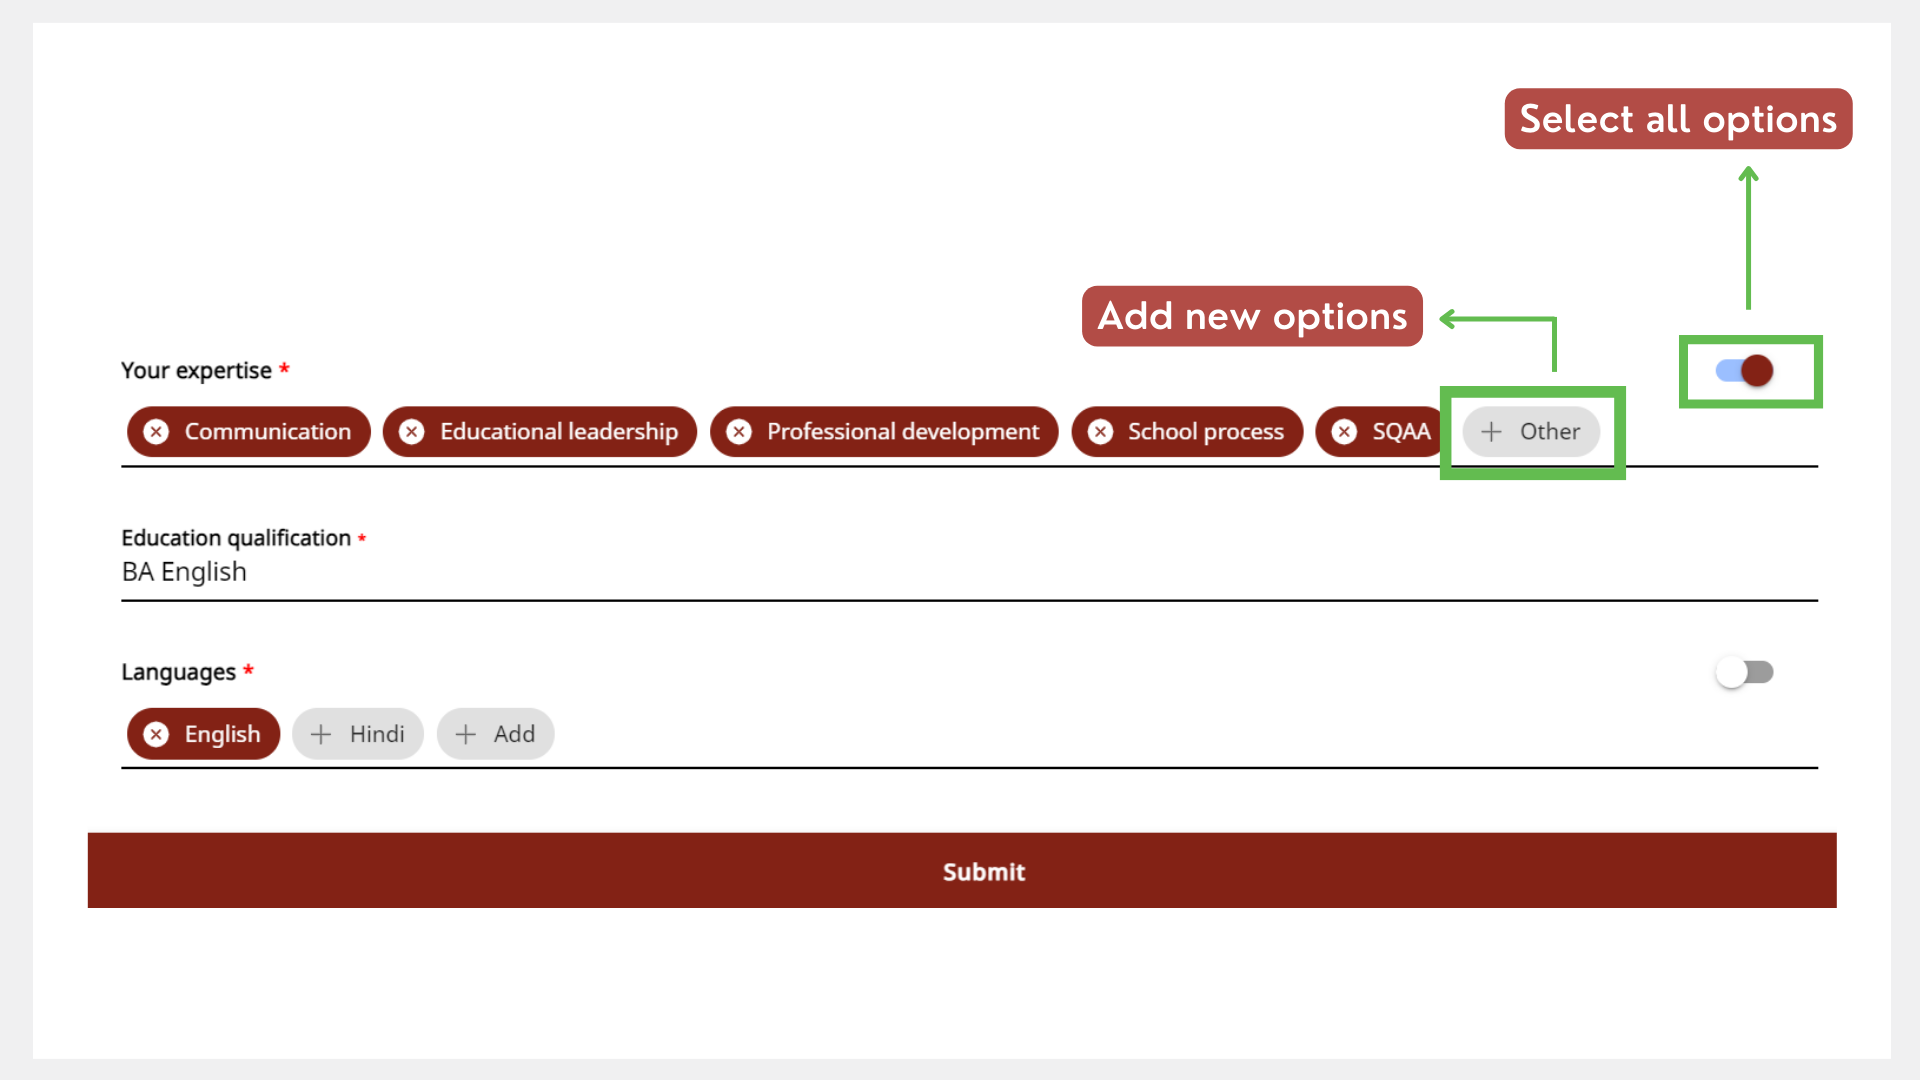 Select all options
Add new options
Your expertise *
Communication Educational leadership Professional development School process SQAA + Other
Education qualification *
BA English
Languages *
English + Hindi + Add
Submit